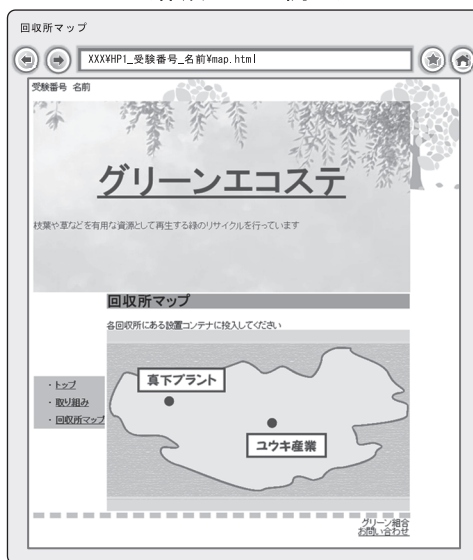 回収所マップ
XXX¥HP1_受験番号_名前¥map.html
受験番号 名前
グリーンエコステ
枝葉や草などを有用な資源として再生する緑のリサイクルを行っています
回収所マップ
各回収所にある設置コンテナに投入してください
真下プラント
ユウキ産業
・トップ
・取り組み
・回収所マップ
グリーン組合
お問い合わせ